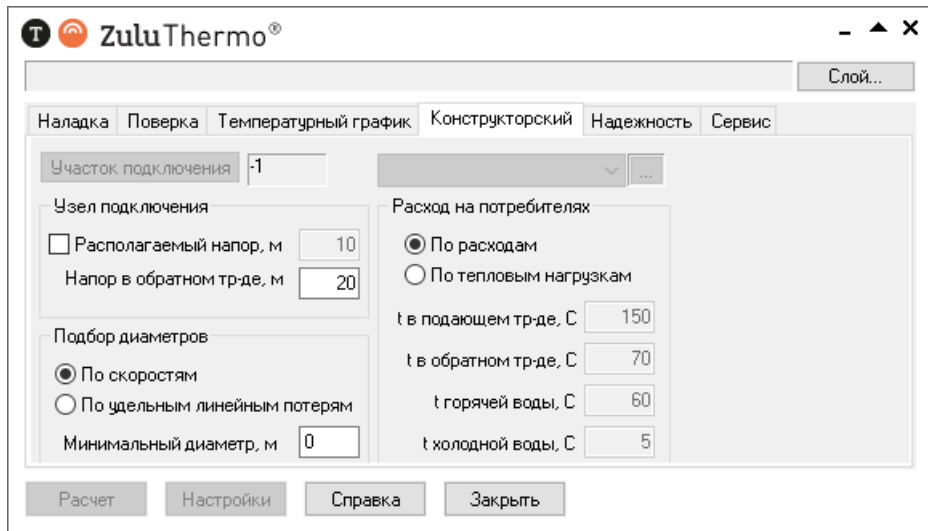 T ZuluThermo®
Слой...
Наладка Поверка Температурный график Конструкторский Надежность Сервис
Участок подключения -1 ...
Узел подключения
Располагаемый напор, м 10
Напор в обратном тр-де, м 20
Подбор диаметров
По скоростям
По удельным линейным потерям
Минимальный диаметр, м 0
Расход на потребителях
По расходам
По тепловым нагрузкам
t в подающем тр-де, С 150
t в обратном тр-де, С 70
t горячей воды, С 60
t холодной воды, С 5
Расчет Настройки Справка Закрыть